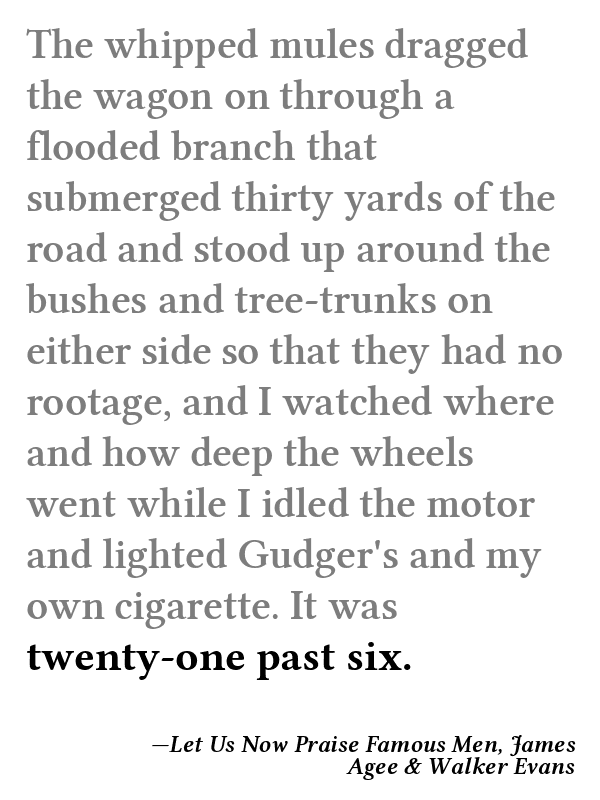 The whipped mules dragged
the wagon on through a
flooded branch that
submerged thirty yards of the
road and stood up around the
bushes and tree-trunks on
either side so that they had no
rootage, and I watched where
and how deep the wheels
went while I idled the motor
and lighted Gudger's and my
own cigarette. It was
twenty-one past six.
—Let Us Now Praise Famous Men, James
Agee & Walker Evans